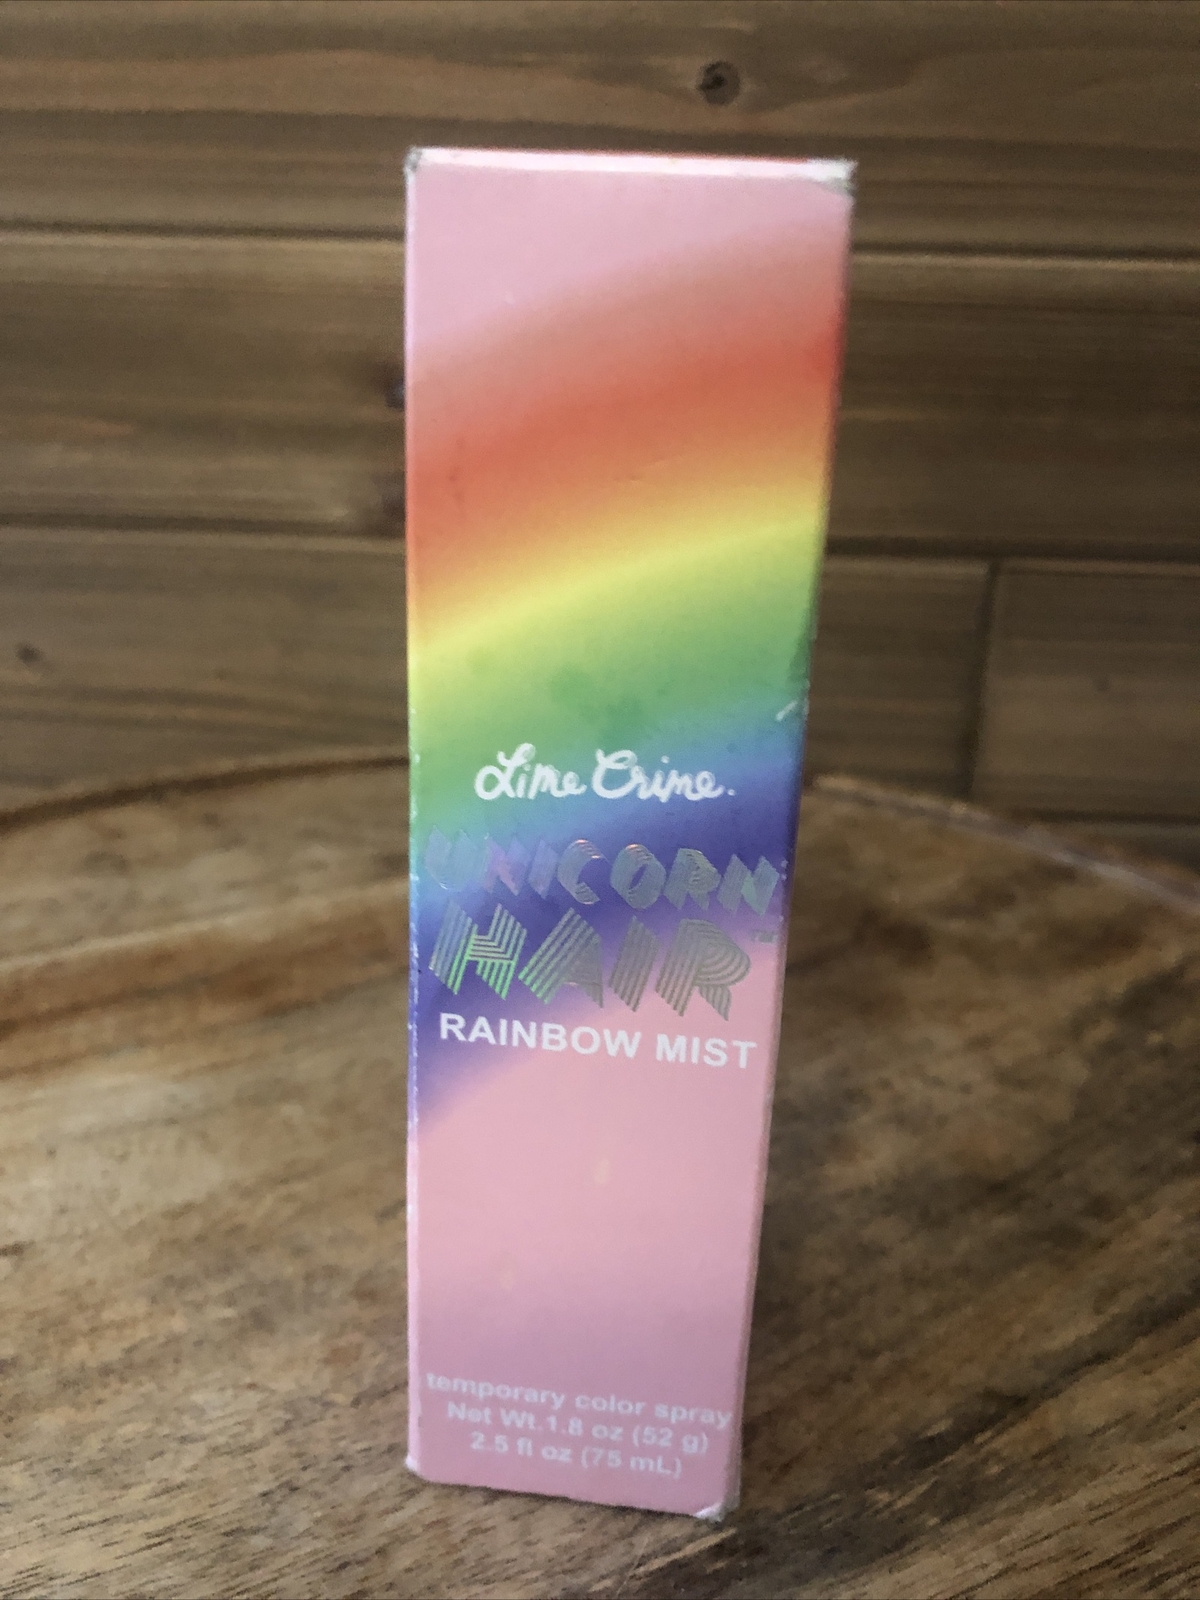 Lime Crime.
UNICORN
HAIR™
RAINBOW MIST
temporary color spray
Net Wt.1.8 oz (52 g)
2.5 fl oz (75 mL)